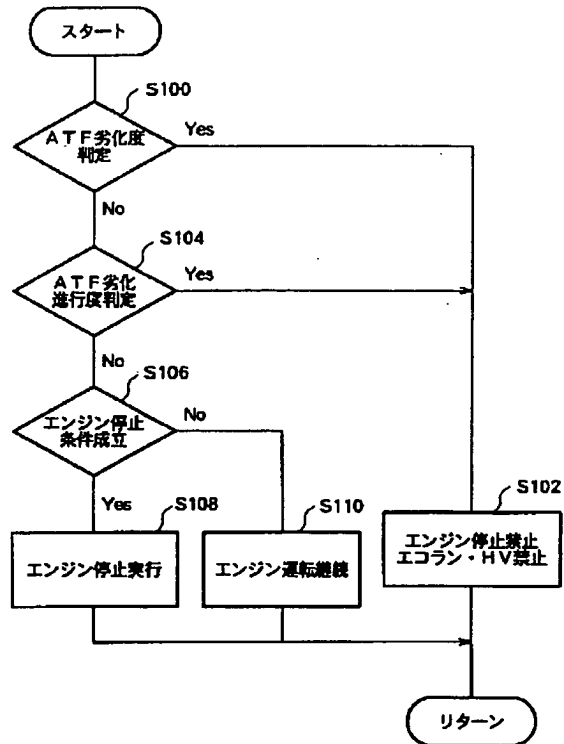 スタート
S100
ATF劣化度
判定
Yes
No
S104
ATF劣化
進行度判定
Yes
No
S106
エンジン停止
条件成立
No
Yes
S108
エンジン停止実行
S110
エンジン運転継続
S102
エンジン停止禁止
エコラン・HV禁止
リターン